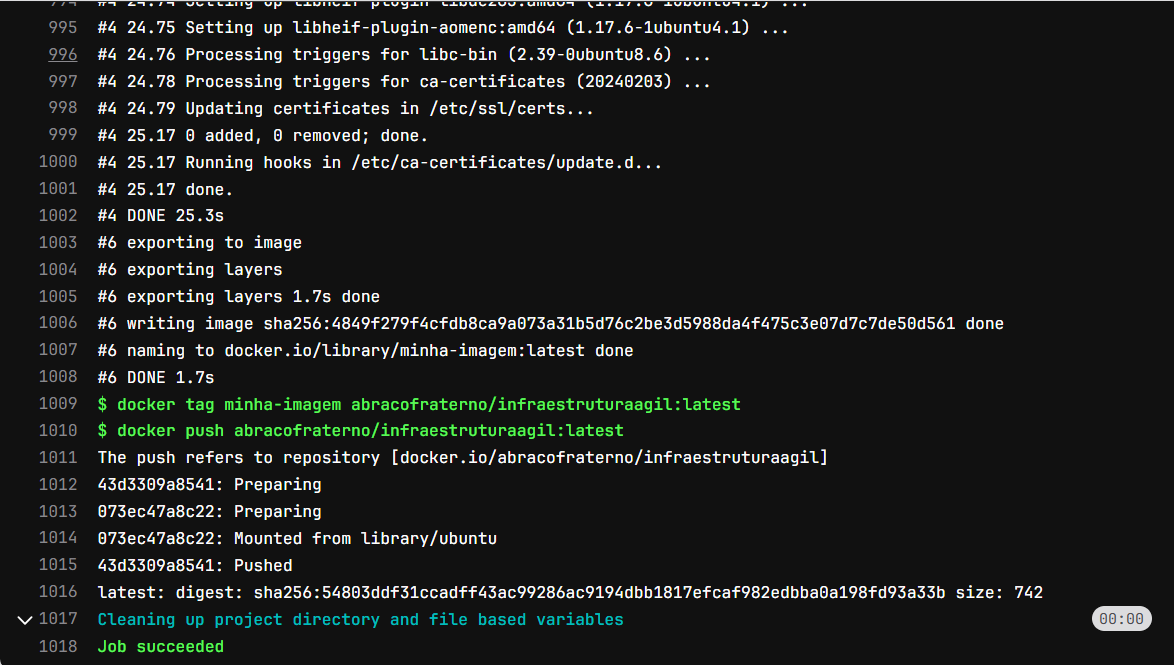 995 #4 24.75 Setting up libheif-plugin-aomenc:amd64 (1.17.6-1ubuntu4.1) ...
996 #4 24.76 Processing triggers for libc-bin (2.39-0ubuntu8.6) ...
997 #4 24.78 Processing triggers for ca-certificates (20240203) ...
998 #4 24.79 Updating certificates in /etc/ssl/certs...
999 #4 25.17 0 added, 0 removed; done.
1000 #4 25.17 Running hooks in /etc/ca-certificates/update.d...
1001 #4 25.17 done.
1002 #4 DONE 25.3s
1003 #6 exporting to image
1004 #6 exporting layers
1005 #6 exporting layers 1.7s done
1006 #6 writing image sha256:4849f279f4cfdb8ca9a073a31b5d76c2be3d5988da4f475c3e07d7c7de50d561 done
1007 #6 naming to docker.io/library/minha-imagem:latest done
1008 #6 DONE 1.7s
1009 $ docker tag minha-imagem abracofraterno/infraestruturaagil:latest
1010 $ docker push abracofraterno/infraestruturaagil:latest
1011 The push refers to repository [docker.io/abracofraterno/infraestruturaagil]
1012 43d3309a8541: Preparing
1013 073ec47a8c22: Preparing
1014 073ec47a8c22: Mounted from library/ubuntu
1015 43d3309a8541: Pushed
1016 latest: digest: sha256:54803ddf31ccadff43ac99286ac9194dbb1817efcaf982edbba0a198fd93a33b size: 742
1017 Cleaning up project directory and file based variables 00:00
1018 Job succeeded